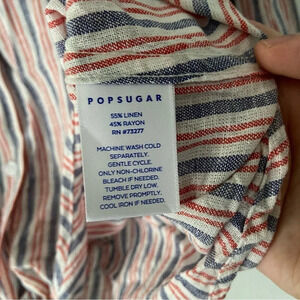 POPSUGAR
55% LINEN
45% RAYON
RN #73277
MACHINE WASH COLD
SEPARATELY.
GENTLE CYCLE.
ONLY NON-CHLORINE
BLEACH IF NEEDED.
TUMBLE DRY LOW.
REMOVE PROMPTLY.
COOL IRON IF NEEDED.